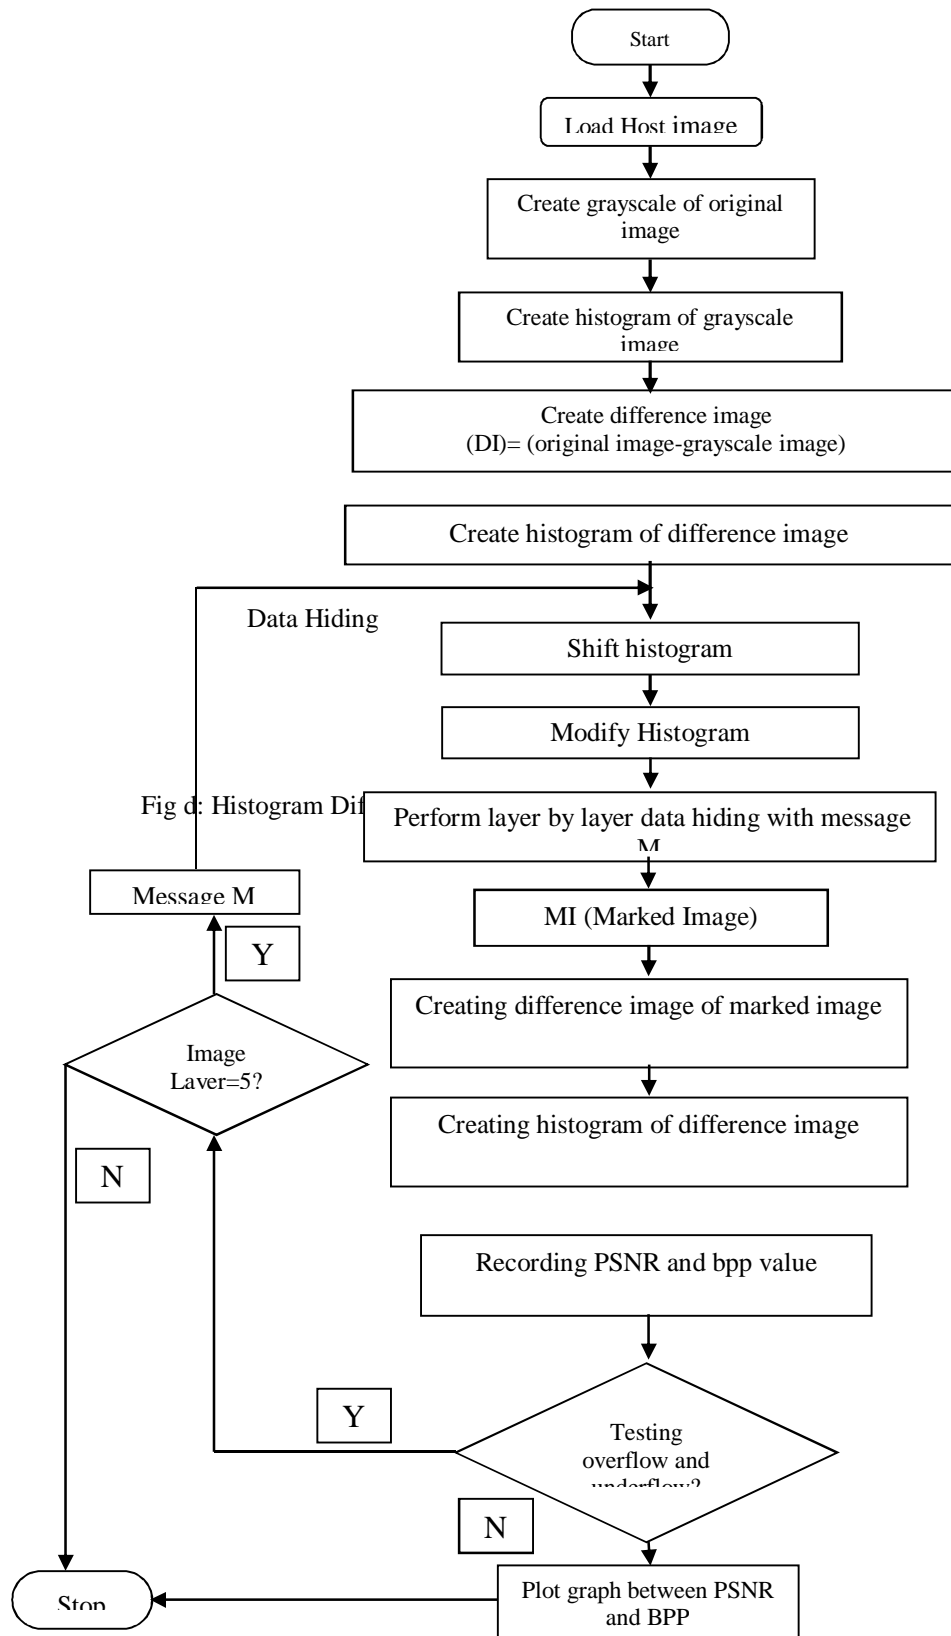 Start
Load Host image
Create grayscale of original
image
Create histogram of grayscale
image
Create difference image
(DI)= (original image-grayscale image)
Create histogram of difference image
Data Hiding
Shift histogram
Modify Histogram
Fig d: Histogram Dif
Perform layer by layer data hiding with message
M
Message M
MI (Marked Image)
Y
Creating difference image of marked image
Image
Layer=5?
Creating histogram of difference image
N
Recording PSNR and bpp value
Y
Testing
overflow and
underflow?
N
Plot graph between PSNR
and BPP
Stop